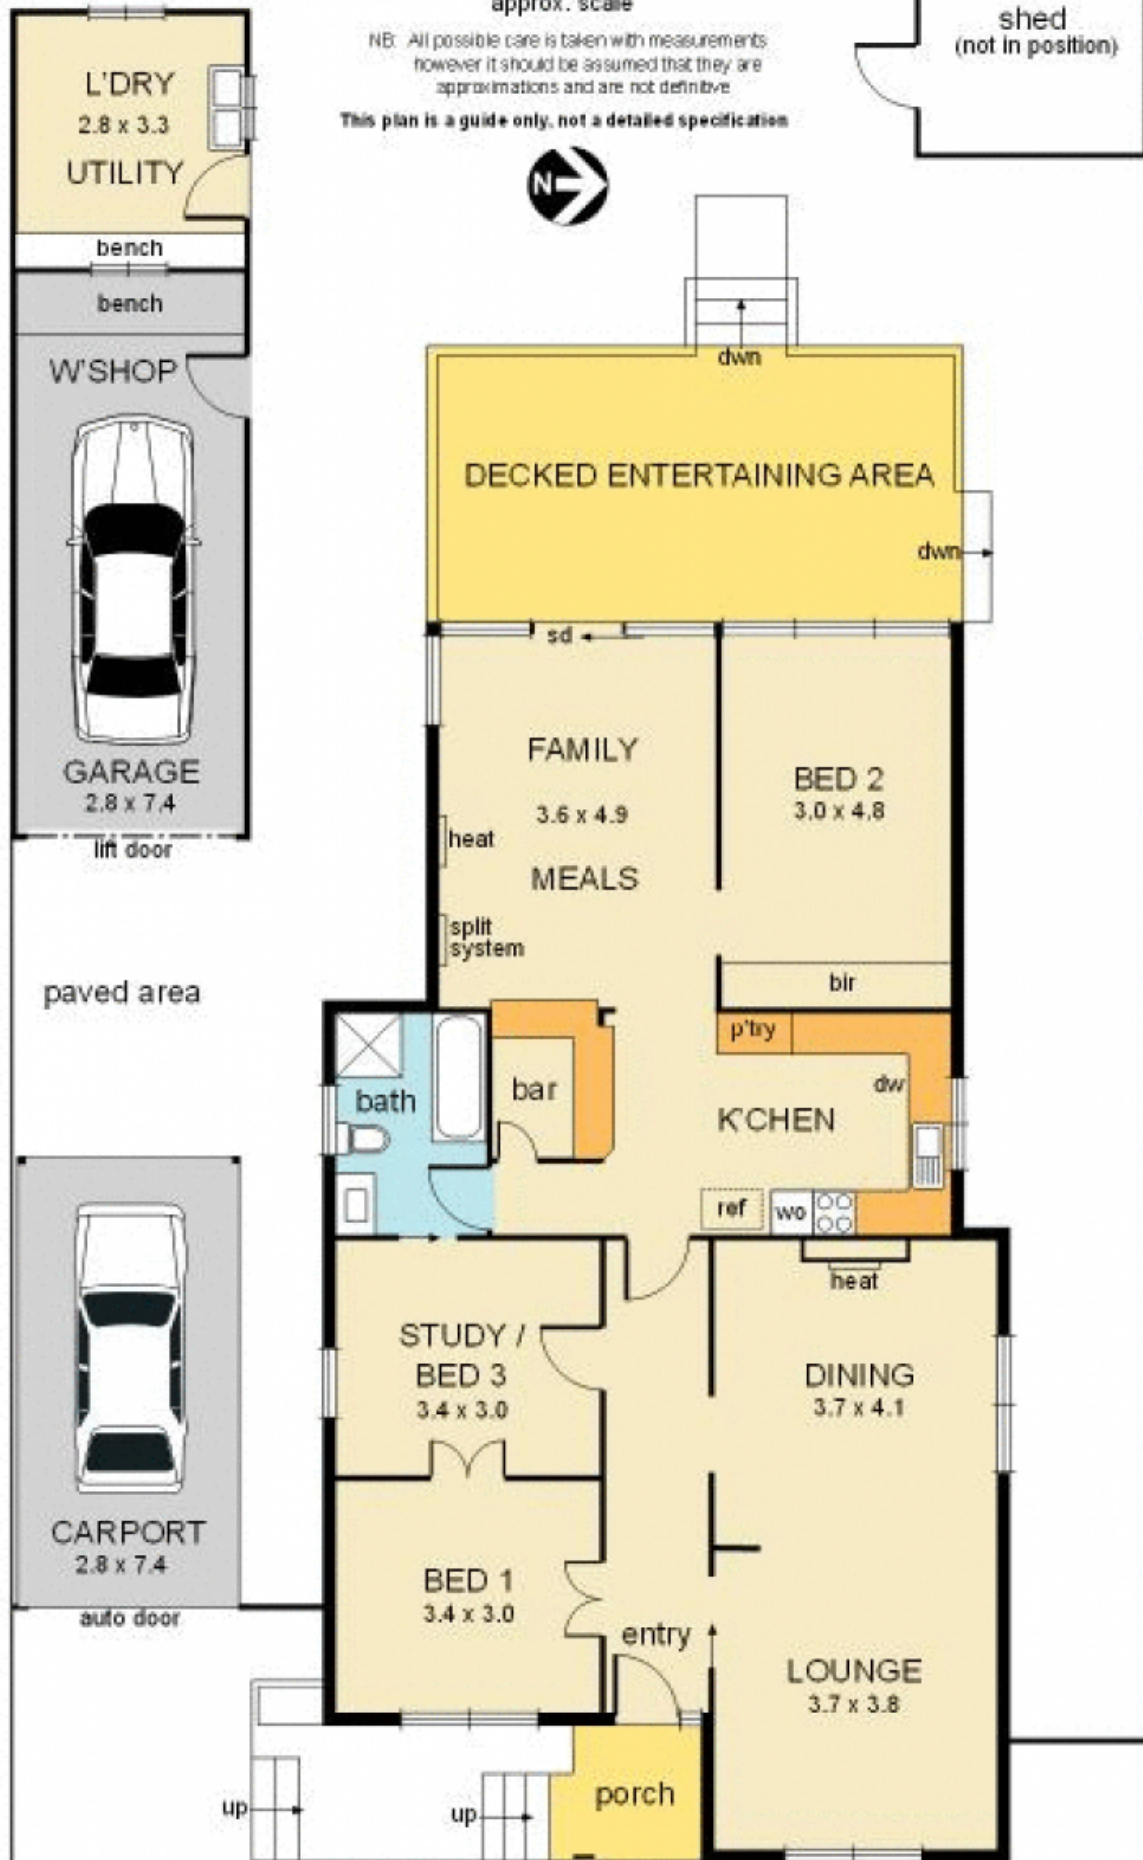 approx. scale
NB: All possible care is taken with measurements
however it should be assumed that they are
approximations and are not definitive
This plan is a guide only, not a detailed specification
N
shed
(not in position)
L'DRY
2.8 x 3.3
UTILITY
bench
bench
W'SHOP
GARAGE
2.8 x 7.4
lift door
paved area
CARPORT
2.8 x 7.4
auto door
dwn
DECKED ENTERTAINING AREA
dwn
sd
FAMILY
3.6 x 4.9
MEALS
heat
split
system
BED 2
3.0 x 4.8
bir
p'try
dw
K'CHEN
bar
bath
ref
wo
heat
STUDY /
BED 3
3.4 x 3.0
DINING
3.7 x 4.1
BED 1
3.4 x 3.0
entry
LOUNGE
3.7 x 3.8
porch
up
up